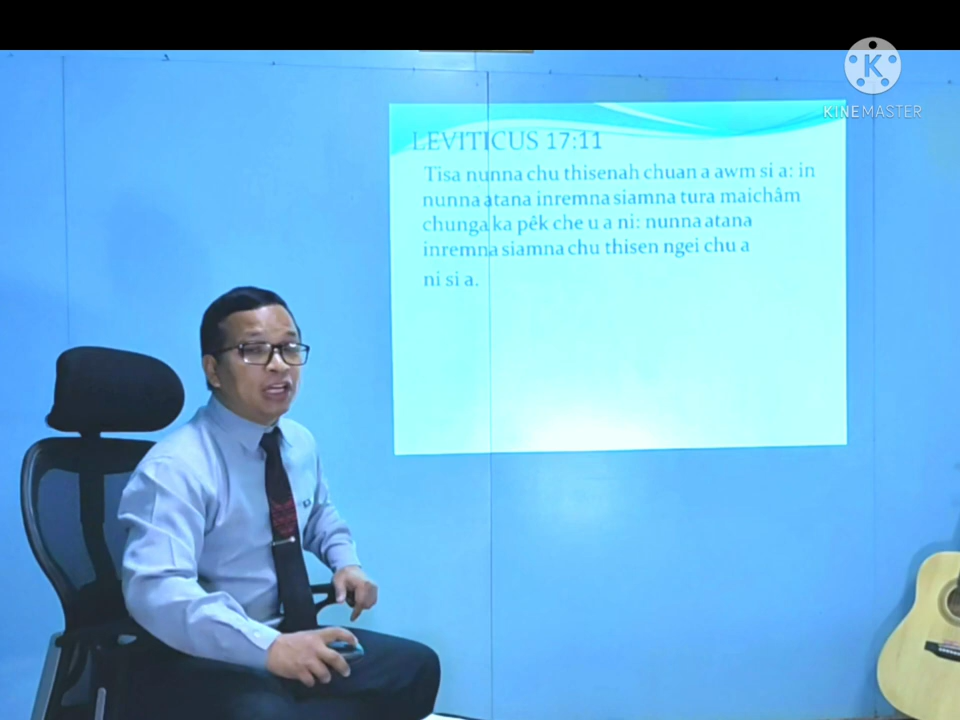 KINEMASTER
LEVITICUS 17:11
Tisa nunna chu thisenah chuan a awm si a: in
nunna atana inremna siamna tura maichâm
chunga ka pêk che u a ni: nunna atana
inremna siamna chu thisen ngei chu a
ni si a.